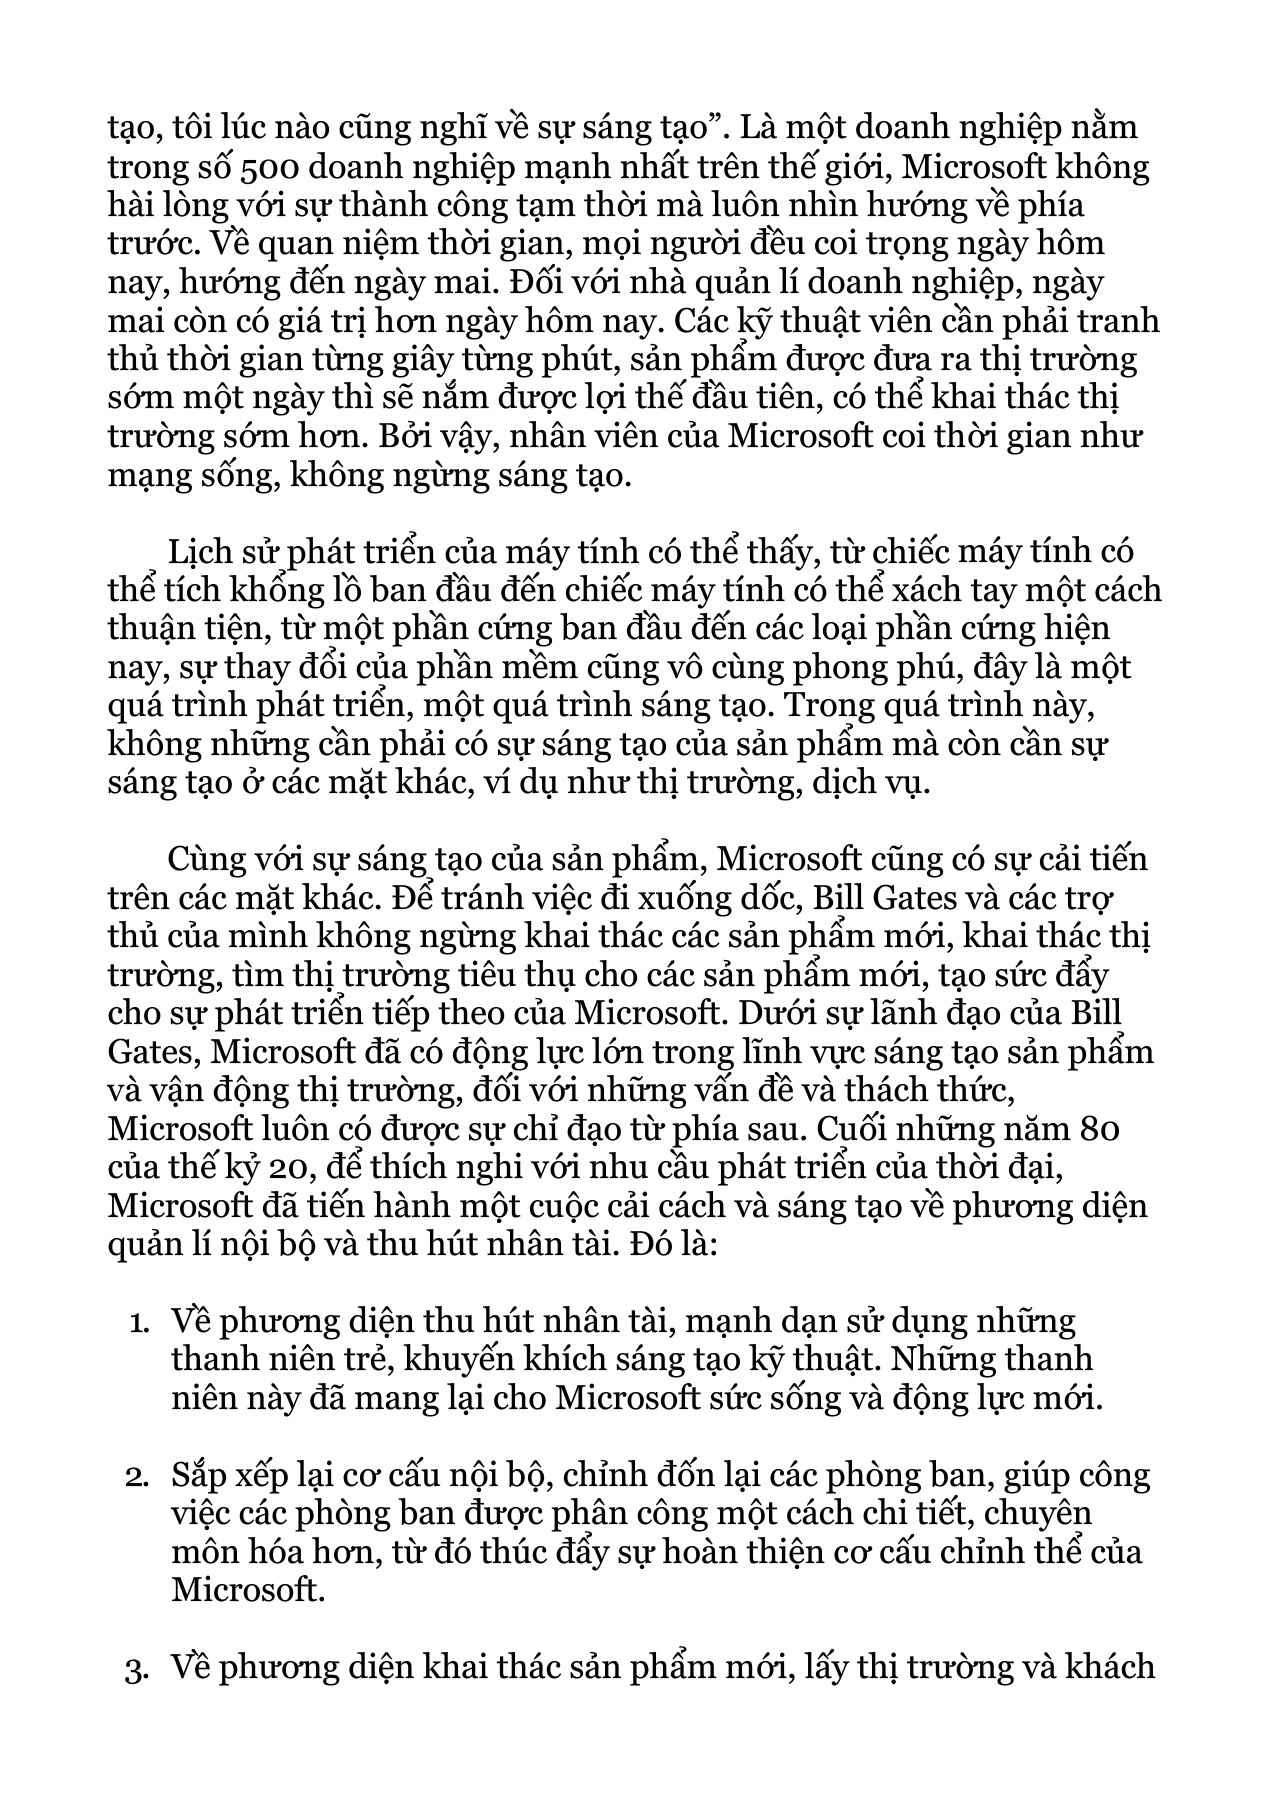 tạo, tôi lúc nào cũng nghĩ về sự sáng tạo”. Là một doanh nghiệp nằm
trong số 500 doanh nghiệp mạnh nhất trên thế giới, Microsoft không
hài lòng với sự thành công tạm thời mà luôn nhìn hướng về phía
trước. Về quan niệm thời gian, mọi người đều coi trọng ngày hôm
nay, hướng đến ngày mai. Đối với nhà quản lí doanh nghiệp, ngày
mai còn có giá trị hơn ngày hôm nay. Các kỹ thuật viên cần phải tranh
thủ thời gian từng giây từng phút, sản phẩm được đưa ra thị trường
sớm một ngày thì sẽ nắm được lợi thế đầu tiên, có thể khai thác thị
trường sớm hơn. Bởi vậy, nhân viên của Microsoft coi thời gian như
mạng sống, không ngừng sáng tạo.
Lịch sử phát triển của máy tính có thể thấy, từ chiếc máy tính có
thể tích khổng lồ ban đầu đến chiếc máy tính có thể xách tay một cách
thuận tiện, từ một phần cứng ban đầu đến các loại phần cứng hiện
nay, sự thay đổi của phần mềm cũng vô cùng phong phú, đây là một
quá trình phát triển, một quá trình sáng tạo. Trong quá trình này,
không những cần phải có sự sáng tạo của sản phẩm mà còn cần sự
sáng tạo ở các mặt khác, ví dụ như thị trường, dịch vụ.
Cùng với sự sáng tạo của sản phẩm, Microsoft cũng có sự cải tiến
trên các mặt khác. Để tránh việc đi xuống dốc, Bill Gates và các trợ
thủ của mình không ngừng khai thác các sản phẩm mới, khai thác thị
trường, tìm thị trường tiêu thụ cho các sản phẩm mới, tạo sức đẩy
cho sự phát triển tiếp theo của Microsoft. Dưới sự lãnh đạo của Bill
Gates, Microsoft đã có động lực lớn trong lĩnh vực sáng tạo sản phẩm
và vận động thị trường, đối với những vấn đề và thách thức,
Microsoft luôn có được sự chỉ đạo từ phía sau. Cuối những năm 80
của thế kỷ 20, để thích nghi với nhu cầu phát triển của thời đại,
Microsoft đã tiến hành một cuộc cải cách và sáng tạo về phương diện
quản lí nội bộ và thu hút nhân tài. Đó là:
1. Về phương diện thu hút nhân tài, mạnh dạn sử dụng những
thanh niên trẻ, khuyến khích sáng tạo kỹ thuật. Những thanh
niên này đã mang lại cho Microsoft sức sống và động lực mới.
2. Sắp xếp lại cơ cấu nội bộ, chỉnh đốn lại các phòng ban, giúp công
việc các phòng ban được phân công một cách chi tiết, chuyên
môn hóa hơn, từ đó thúc đẩy sự hoàn thiện cơ cấu chỉnh thể của
Microsoft.
3. Về phương diện khai thác sản phẩm mới, lấy thị trường và khách